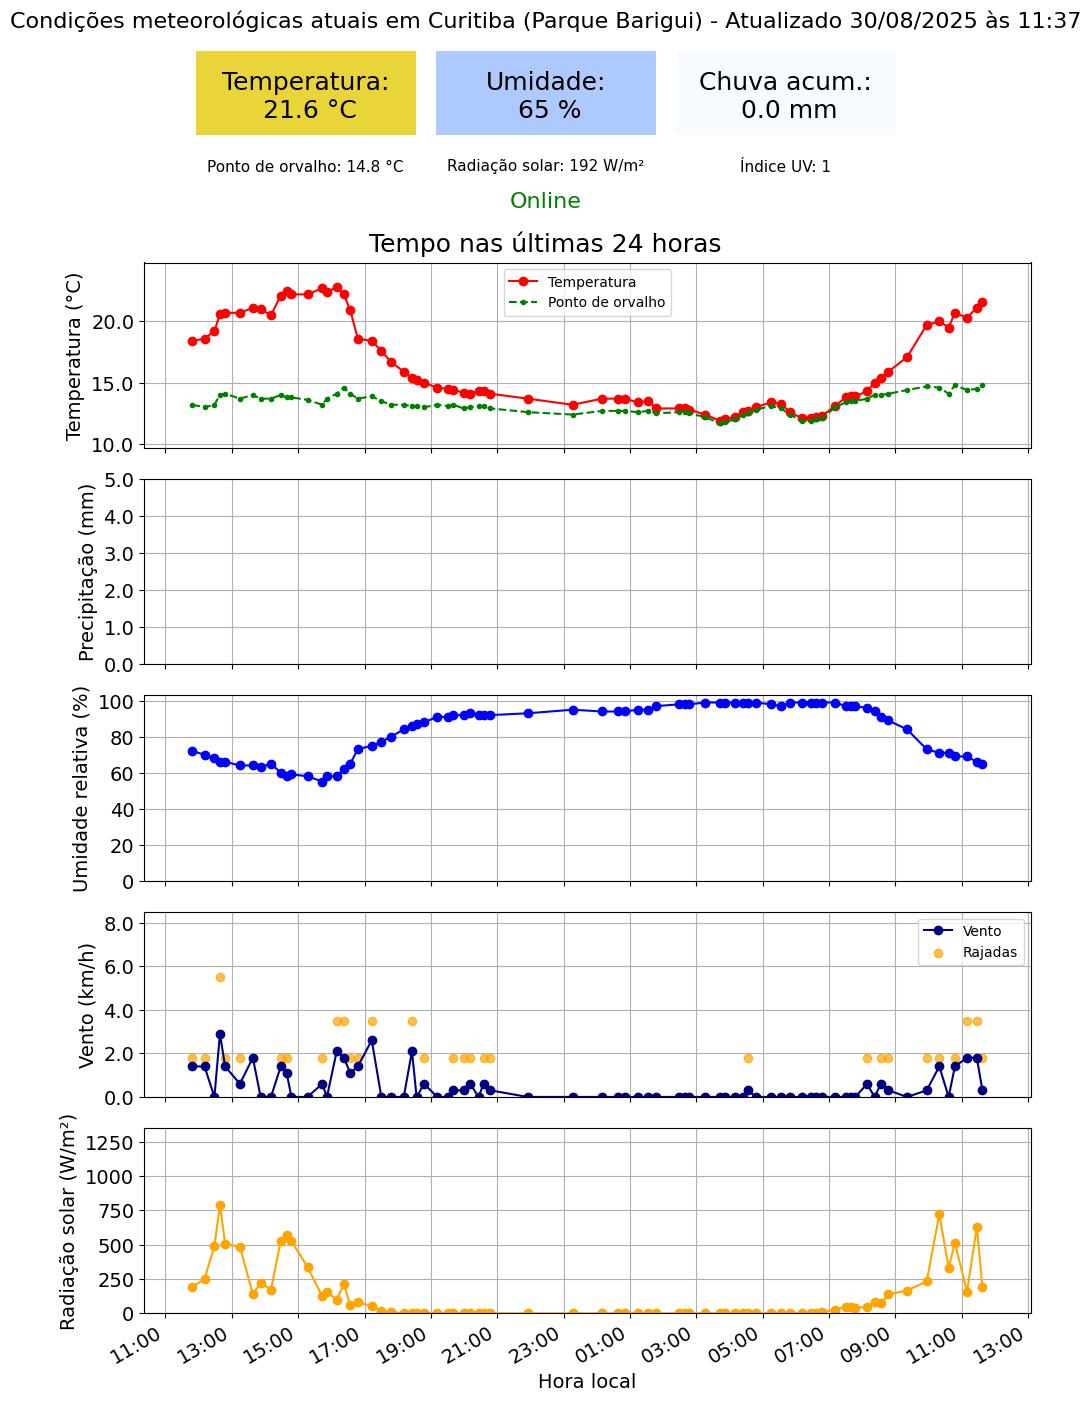 Condições meteorológicas atuais em Curitiba (Parque Barigui) - Atualizado 30/08/2025 às 11:37
Temperatura:
21.6 °C
Umidade:
65 %
Chuva acum.:
0.0 mm
Ponto de orvalho: 14.8 °C
Radiação solar: 192 W/m²
Índice UV: 1
Online
Tempo nas últimas 24 horas
Temperatura (°C)
20.0
15.0
10.0
Temperatura
Ponto de orvalho
Precipitação (mm)
5.0
4.0
3.0
2.0
1.0
0.0
Umidade relativa (%)
100
80
60
40
20
0
Vento (km/h)
8.0
6.0
4.0
2.0
0.0
Vento
Rajadas
Radiação solar (W/m²)
1250
1000
750
500
250
0
11:00
13:00
15:00
17:00
19:00
21:00
23:00
01:00
03:00
05:00
07:00
09:00
11:00
13:00
Hora local